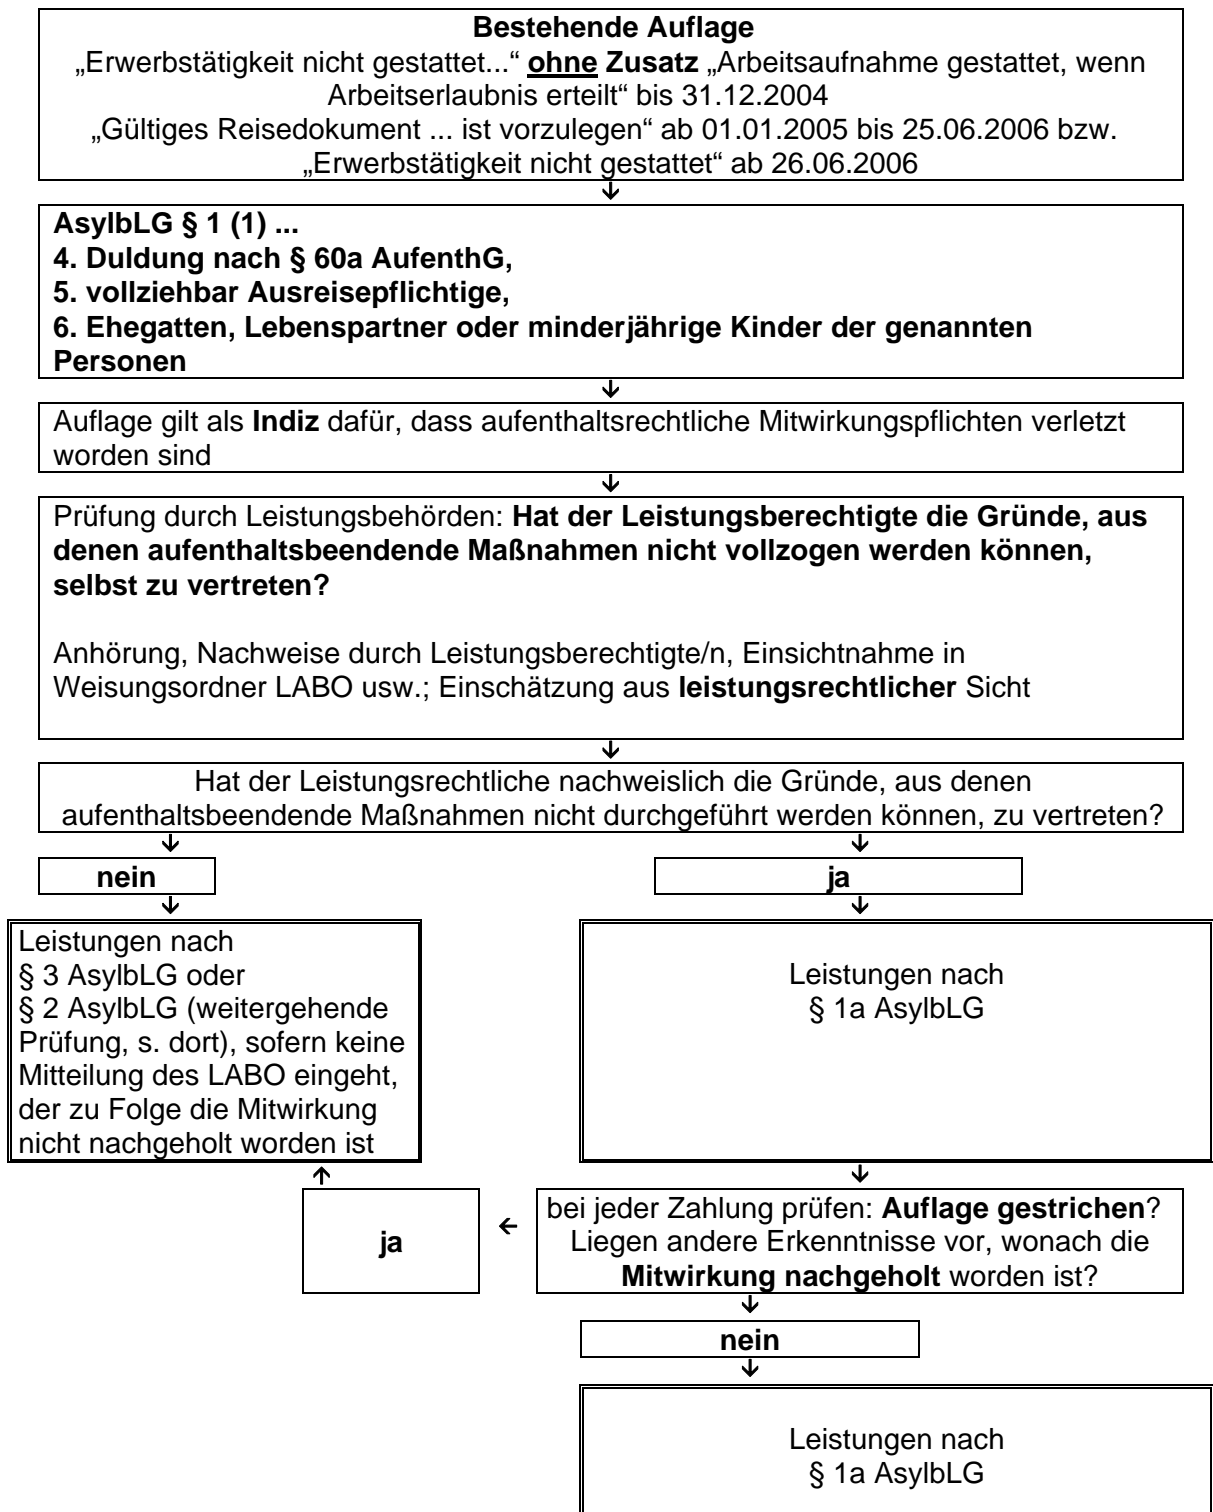 Bestehende Auflage
„Erwerbstätigkeit nicht gestattet...“ ohne Zusatz „Arbeitsaufnahme gestattet, wenn
Arbeitserlaubnis erteilt“ bis 31.12.2004
„Gültiges Reisedokument ... ist vorzulegen“ ab 01.01.2005 bis 25.06.2006 bzw.
„Erwerbstätigkeit nicht gestattet“ ab 26.06.2006
AsylbLG § 1 (1) ...
4. Duldung nach § 60a AufenthG,
5. vollziehbar Ausreisepflichtige,
6. Ehegatten, Lebenspartner oder minderjährige Kinder der genannten
Personen
Auflage gilt als Indiz dafür, dass aufenthaltsrechtliche Mitwirkungspflichten verletzt
worden sind
Prüfung durch Leistungsbehörden: Hat der Leistungsberechtigte die Gründe, aus
denen aufenthaltsbeendende Maßnahmen nicht vollzogen werden können,
selbst zu vertreten?
Anhörung, Nachweise durch Leistungsberechtigte/n, Einsichtnahme in
Weisungsordner LABO usw.; Einschätzung aus leistungsrechtlicher Sicht
Hat der Leistungsrechtliche nachweislich die Gründe, aus denen
aufenthaltsbeendende Maßnahmen nicht durchgeführt werden können, zu vertreten?
nein
ja
Leistungen nach
§ 3 AsylbLG oder
§ 2 AsylbLG (weitergehende
Prüfung, s. dort), sofern keine
Mitteilung des LABO eingeht,
der zu Folge die Mitwirkung
nicht nachgeholt worden ist
Leistungen nach
§ 1a AsylbLG
ja
bei jeder Zahlung prüfen: Auflage gestrichen?
Liegen andere Erkenntnisse vor, wonach die
Mitwirkung nachgeholt worden ist?
nein
Leistungen nach
§ 1a AsylbLG